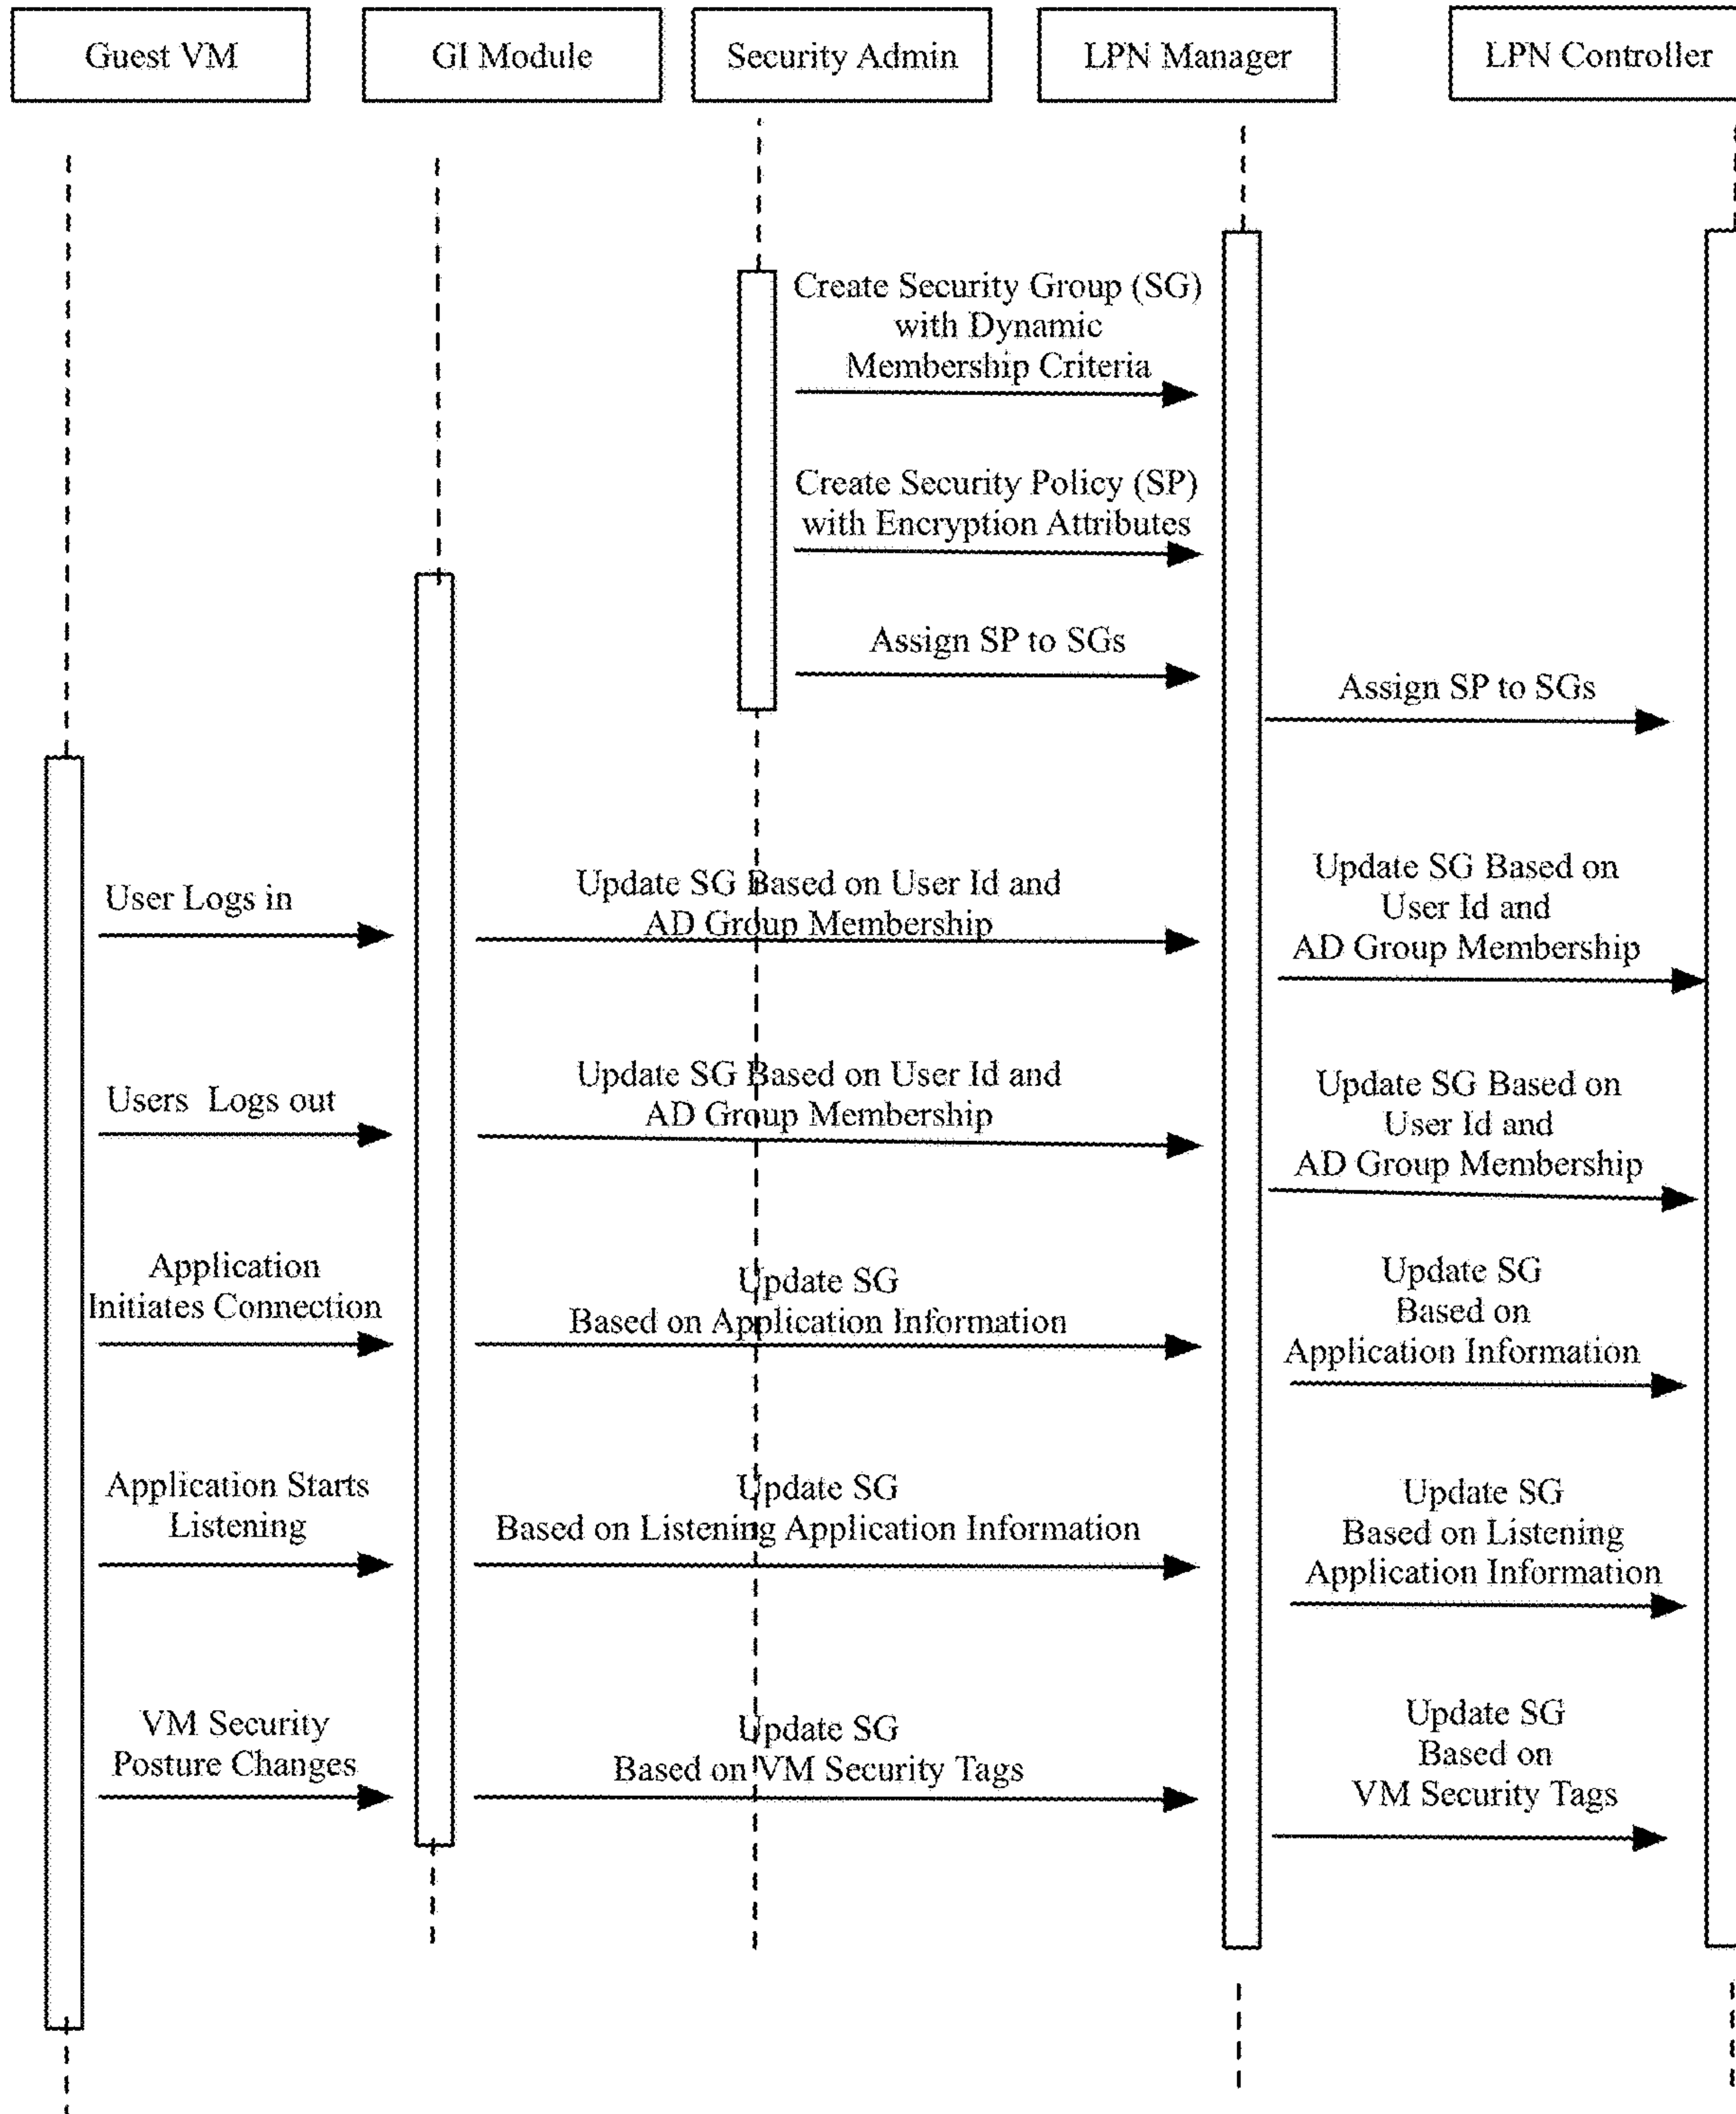 Guest VM
GI Module
Security Admin
LPN Manager
LPN Controller
Create Security Group (SG)
with Dynamic
Membership Criteria
Create Security Policy (SP)
with Encryption Attributes
Assign SP to SGs
Assign SP to SGs
User Logs in
Update SG Based on User Id and
AD Group Membership
Update SG Based on
User Id and
AD Group Membership
Users Logs out
Update SG Based on User Id and
AD Group Membership
Update SG Based on
User Id and
AD Group Membership
Application
Initiates Connection
Update SG
Based on Application Information
Update SG
Based on
Application Information
Application Starts
Listening
Update SG
Based on Listening Application Information
Update SG
Based on Listening
Application Information
VM Security
Posture Changes
Update SG
Based on VM Security Tags
Update SG
Based on
VM Security Tags